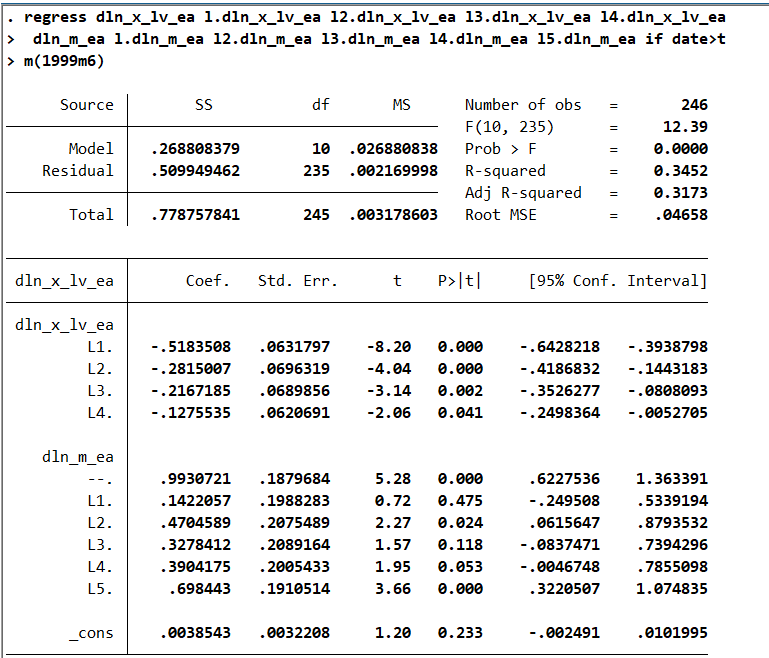 . regress dln_x_lv_ea l.dln_x_lv_ea l2.dln_x_lv_ea l3.dln_x_lv_ea l4.dln_x_lv_ea
>  dln_m_ea l.dln_m_ea l2.dln_m_ea l3.dln_m_ea l4.dln_m_ea l5.dln_m_ea if date>t
> m(1999m6)
Source | SS df MS Number of obs = 246
F(10, 235) = 12.39
Model | .268808379 10 .026880838 Prob > F = 0.0000
Residual | .509949462 235 .002169998 R-squared = 0.3452
Adj R-squared = 0.3173
Total | .778757841 245 .003178603 Root MSE = .04658
dln_x_lv_ea | Coef. Std. Err. t P>|t| [95% Conf. Interval]
dln_x_lv_ea |
L1. | -.5183508 .0631797 -8.20 0.000 -.6428218 -.3938798
L2. | -.2815007 .0696319 -4.04 0.000 -.4186832 -.1443183
L3. | -.2167185 .0689856 -3.14 0.002 -.3526277 -.0808093
L4. | -.1275535 .0620691 -2.06 0.041 -.2498364 -.0052705
dln_m_ea |
--. | .9930721 .1879684 5.28 0.000 .6227536 1.363391
L1. | .1422057 .1988283 0.72 0.475 -.249508 .5339194
L2. | .4704589 .2075489 2.27 0.024 .0615647 .8793532
L3. | .3278412 .2089164 1.57 0.118 -.0837471 .7394296
L4. | .3904175 .2005433 1.95 0.053 -.0046748 .7855098
L5. | .698443 .1910514 3.66 0.000 .3220507 1.074835
_cons | .0038543 .0032208 1.20 0.233 -.002491 .0101995